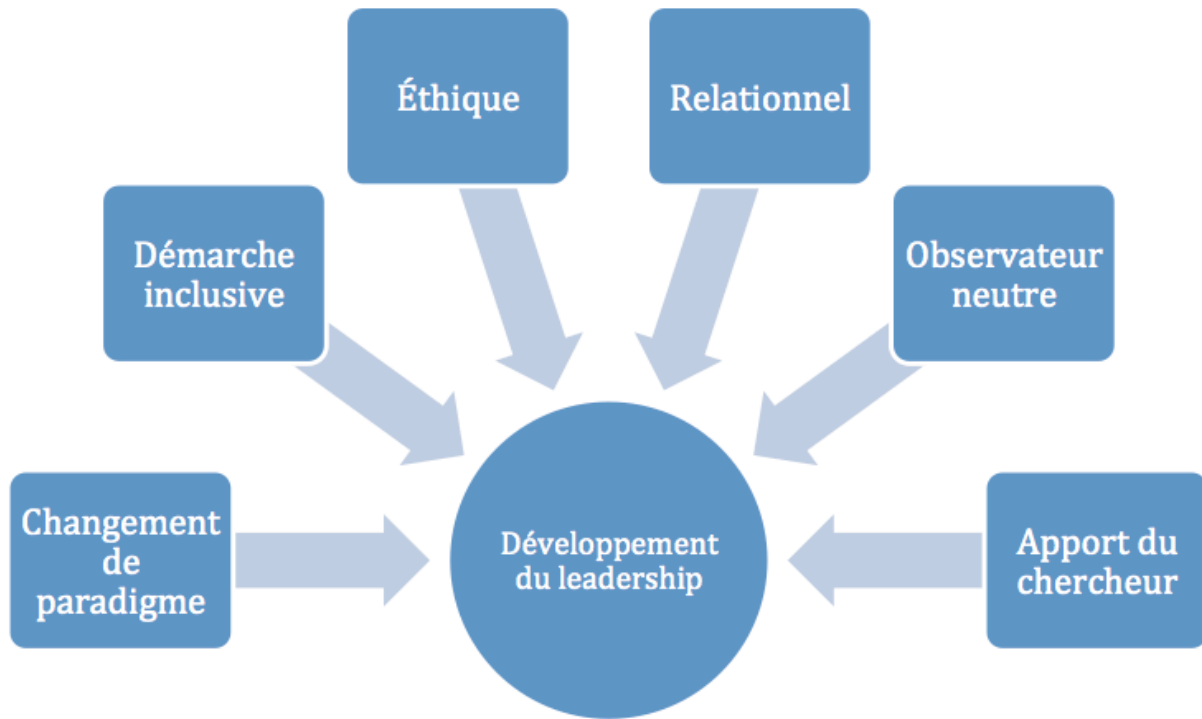 Éthique
Relationnel
Démarche
inclusive
Observateur
neutre
Changement
de
paradigme
Développement
du leadership
Apport du
chercheur